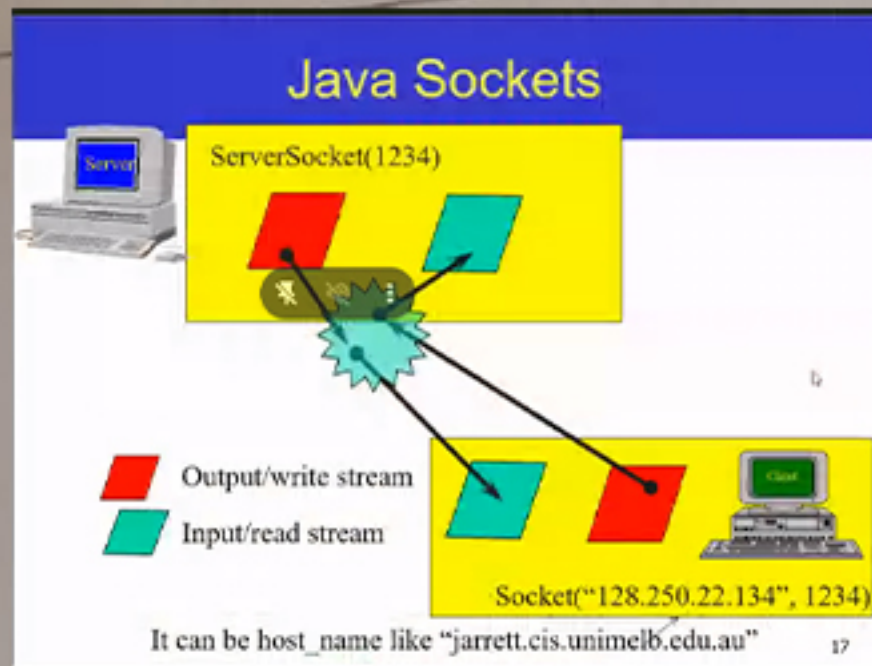 Java Sockets
Server
ServerSocket(1234)
Output/write stream
Input/read stream
Client
Socket(“128.250.22.134”, 1234)
It can be host_name like “jarrett.cis.unimelb.edu.au”
17